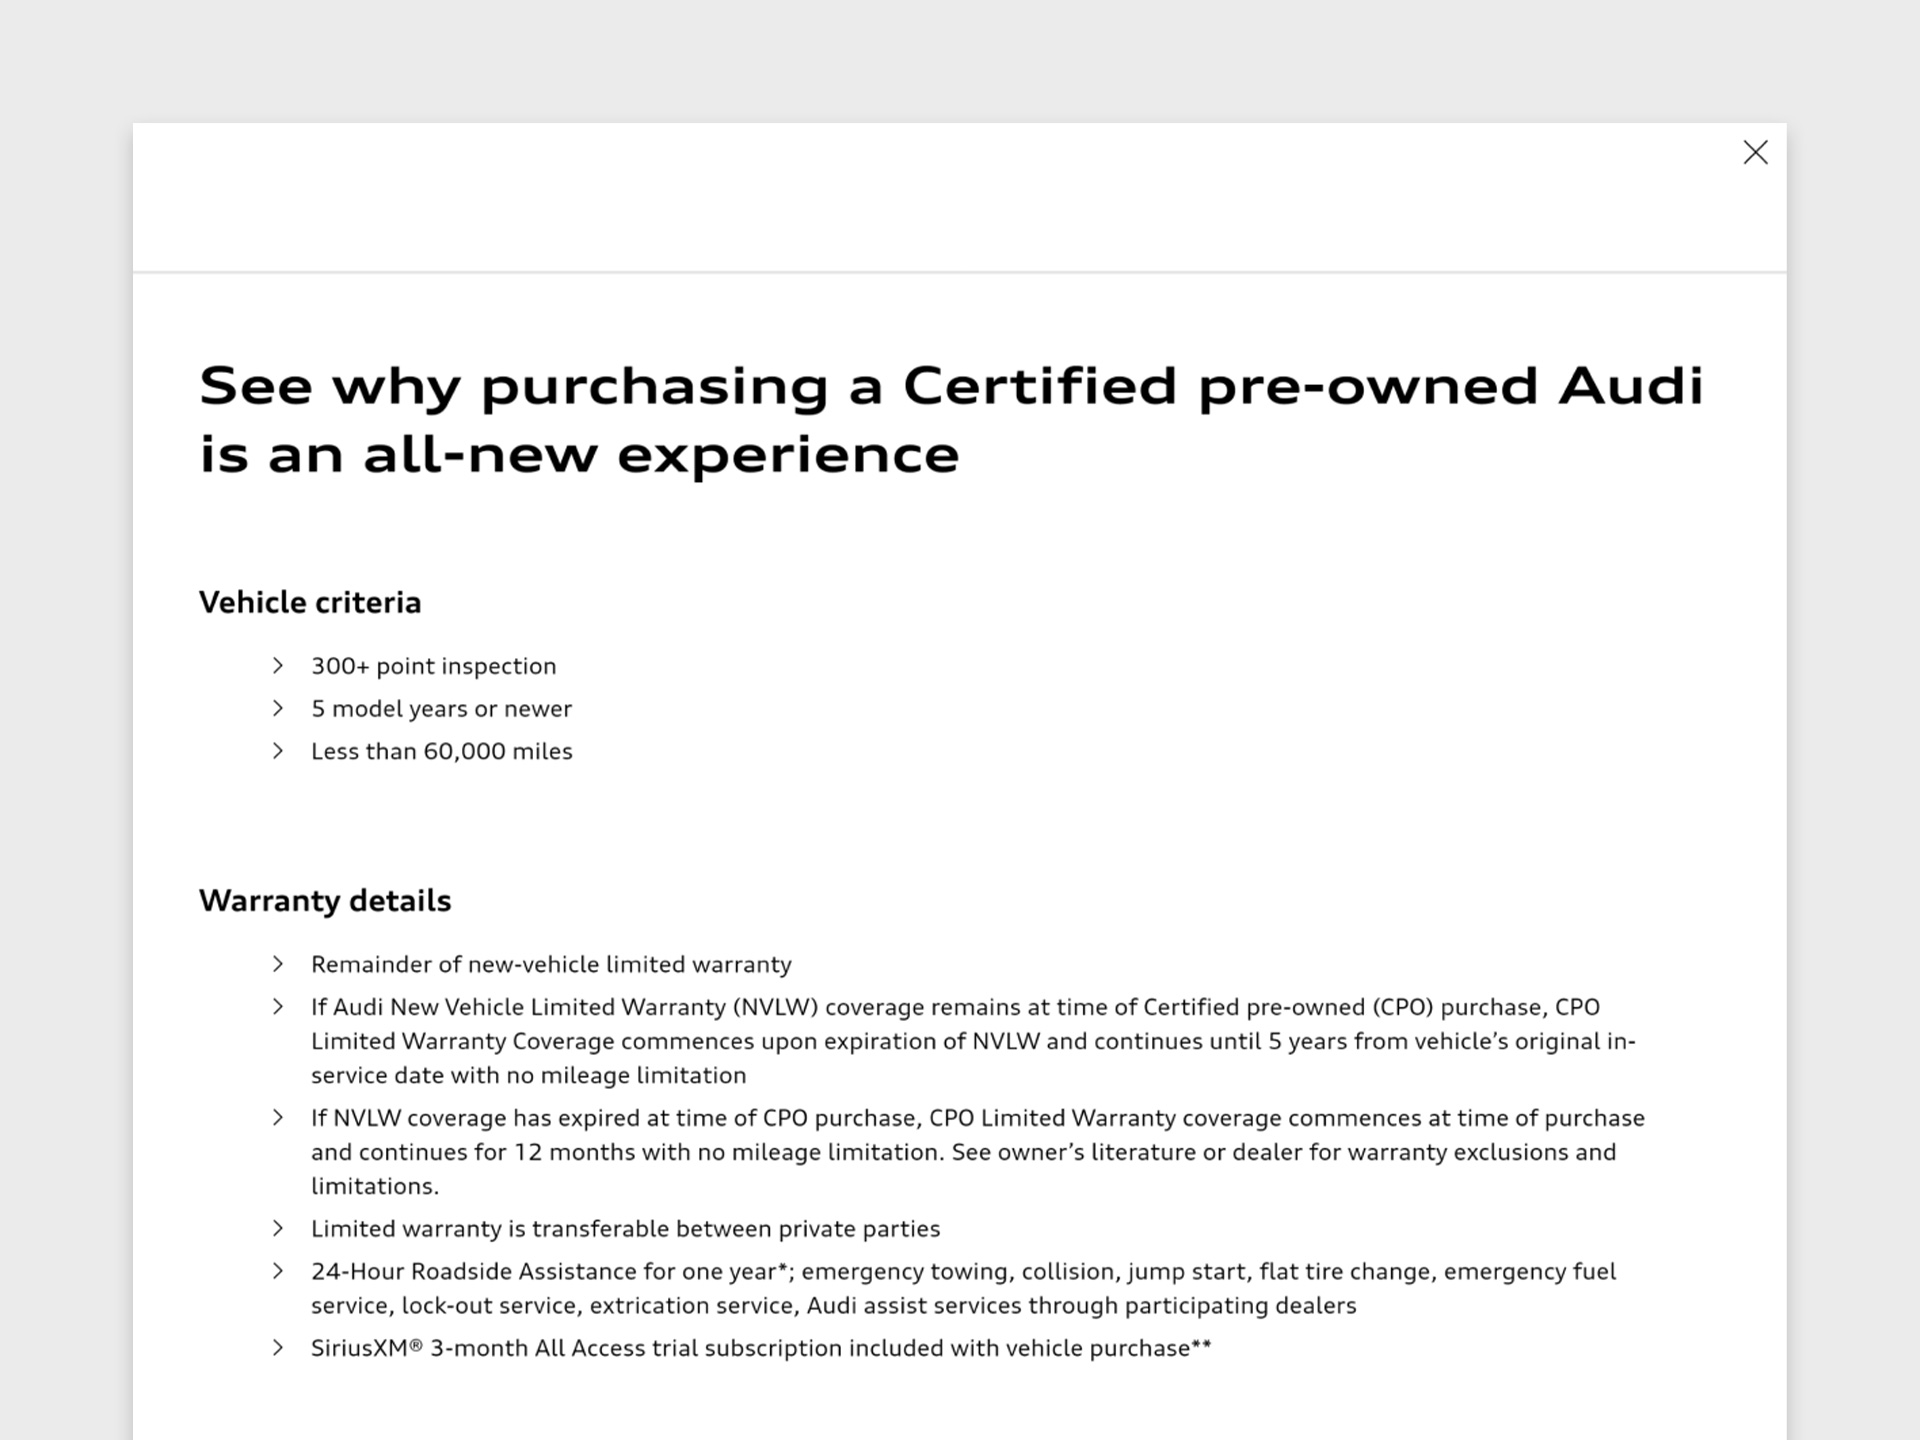 See why purchasing a Certified pre-owned Audi
is an all-new experience
Vehicle criteria
300+ point inspection
5 model years or newer
Less than 60,000 miles
Warranty details
Remainder of new-vehicle limited warranty
If Audi New Vehicle Limited Warranty (NVLW) coverage remains at time of Certified pre-owned (CPO) purchase, CPO
Limited Warranty Coverage commences upon expiration of NVLW and continues until 5 years from vehicle’s original in-
service date with no mileage limitation
If NVLW coverage has expired at time of CPO purchase, CPO Limited Warranty coverage commences at time of purchase
and continues for 12 months with no mileage limitation. See owner’s literature or dealer for warranty exclusions and
limitations.
Limited warranty is transferable between private parties
24-Hour Roadside Assistance for one year*; emergency towing, collision, jump start, flat tire change, emergency fuel
service, lock-out service, extrication service, Audi assist services through participating dealers
SiriusXM® 3-month All Access trial subscription included with vehicle purchase**